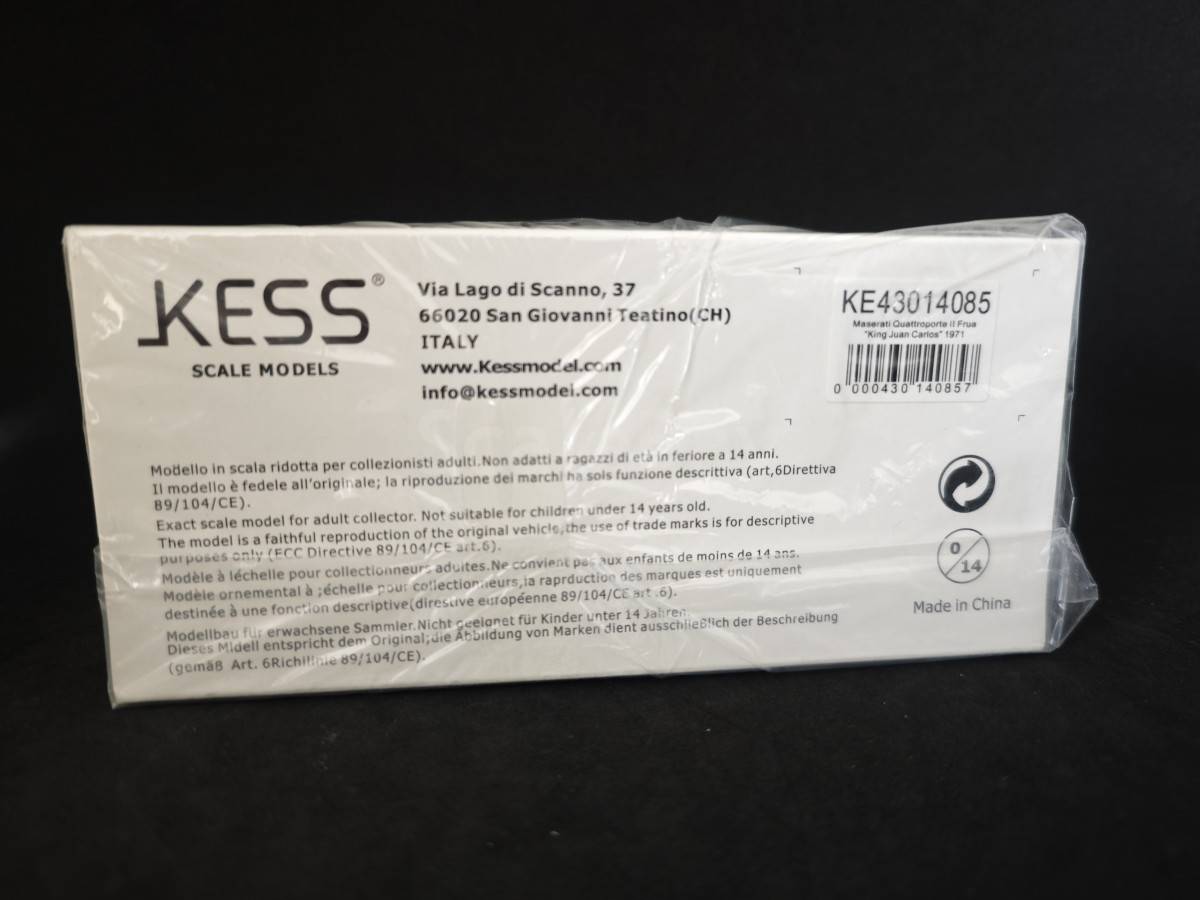 KESS®
SCALE MODELS
Via Lago di Scanno, 37
66020 San Giovanni Teatino(CH)
ITALY
www.Kessmodel.com
info@kessmodel.com
KE43014085
Maserati Quattroporte II Frua
"King Juan Carlos" 1971
0 000430 140857
Modello in scala ridotta per collezionisti adulti.Non adatti a ragazzi di età in feriore a 14 anni.
Il modello è fedele all'originale; la riproduzione dei marchi ha sois funzione descrittiva (art,6Direttiva
89/104/CE).
Exact scale model for adult collector. Not suitable for children under 14 years old.
The model is a faithful reproduction of the original vehicle,the use of trade marks is for descriptive
purposes only (ECC Directive 89/104/CE art.6).
Modèle à léchelle pour collectionneurs adultes.Ne convient pas aux enfants de moins de 14 ans.
Modèle ornemental à ;échelle pour collectionneurs,ia raprduction des marques est uniquement
destinée à une fonction descriptive(direstive européenne 89/104/CE art.6).
Modellbau für erwachsene Sammler.Nicht geeignet für Kinder unter 14 Jahren.
Dieses Midell entspricht dem Original;die Abbildung von Marken dient ausschließlich der Beschreibung
(gemäß Art. 6Richilinie 89/104/CE).
0
14
Made in China